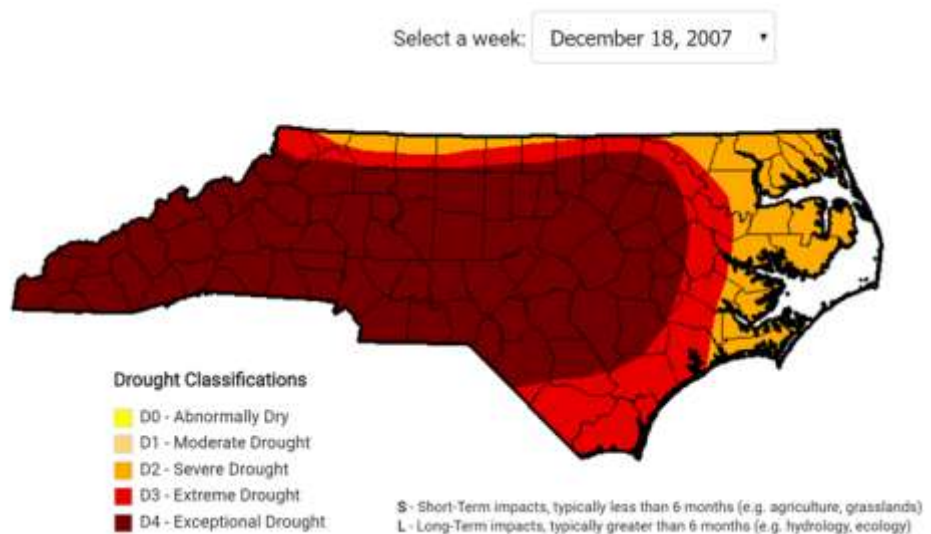 Select a week: December 18, 2007
Drought Classifications
D0 - Abnormally Dry
D1 - Moderate Drought
D2 - Severe Drought
D3 - Extreme Drought
D4 - Exceptional Drought
S - Short-Term impacts, typically less than 6 months (e.g. agriculture, grasslands)
L - Long-Term impacts, typically greater than 6 months (e.g. hydrology, ecology)